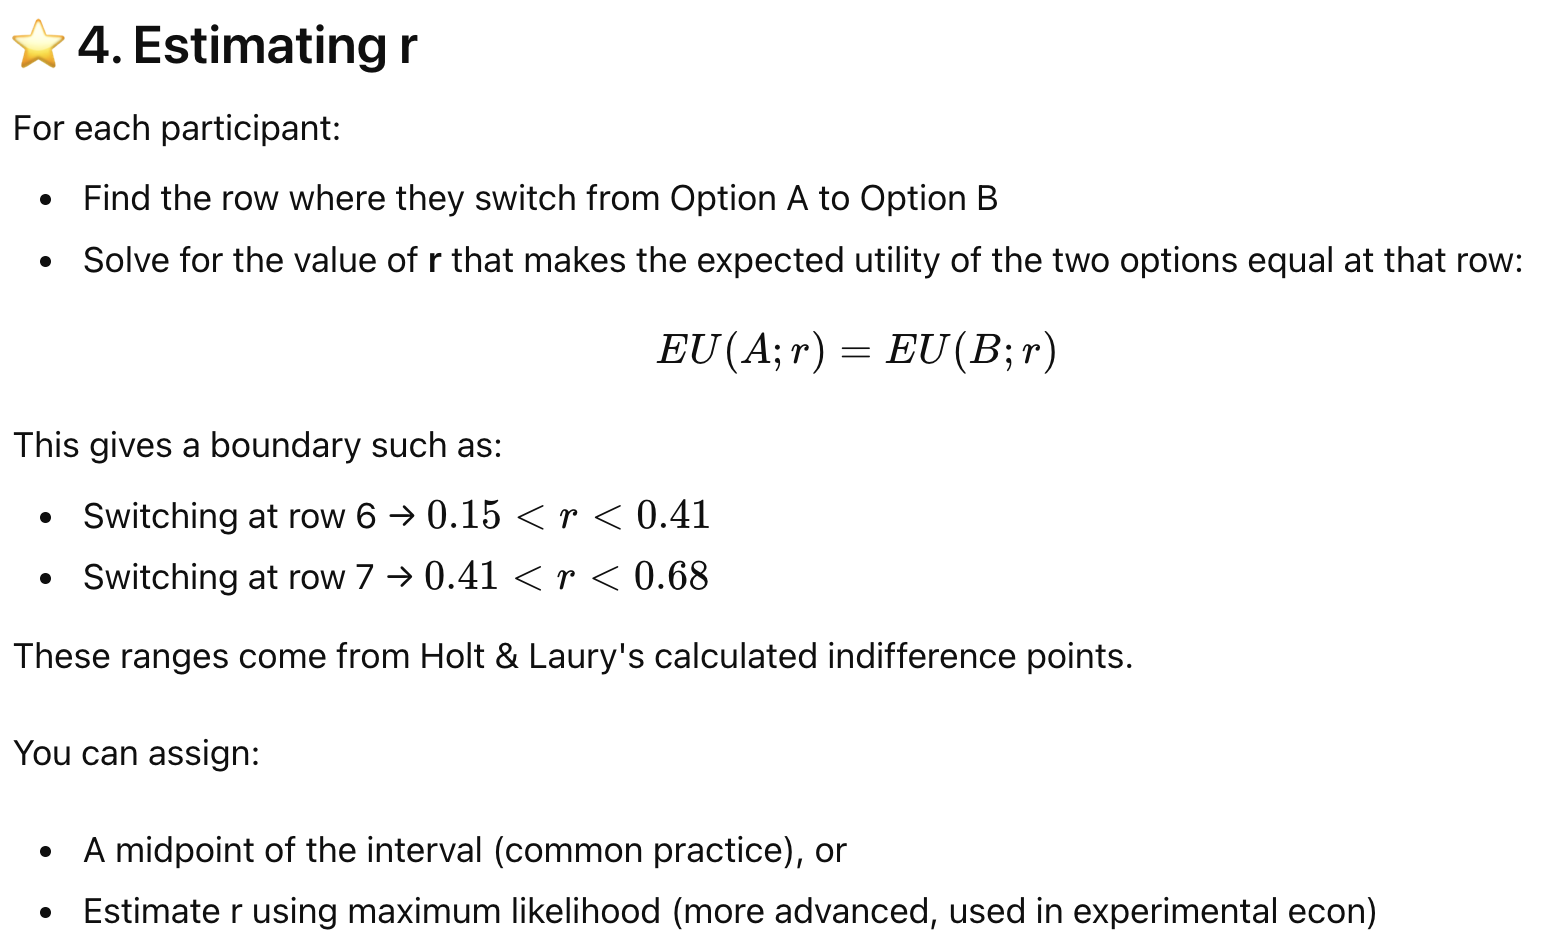 ⭐ 4. Estimating r
For each participant:
• Find the row where they switch from Option A to Option B
• Solve for the value of r that makes the expected utility of the two options equal at that row:
EU(A; r) = EU(B; r)
This gives a boundary such as:
• Switching at row 6 → 0.15 < r < 0.41
• Switching at row 7 → 0.41 < r < 0.68
These ranges come from Holt & Laury's calculated indifference points.
You can assign:
• A midpoint of the interval (common practice), or
• Estimate r using maximum likelihood (more advanced, used in experimental econ)